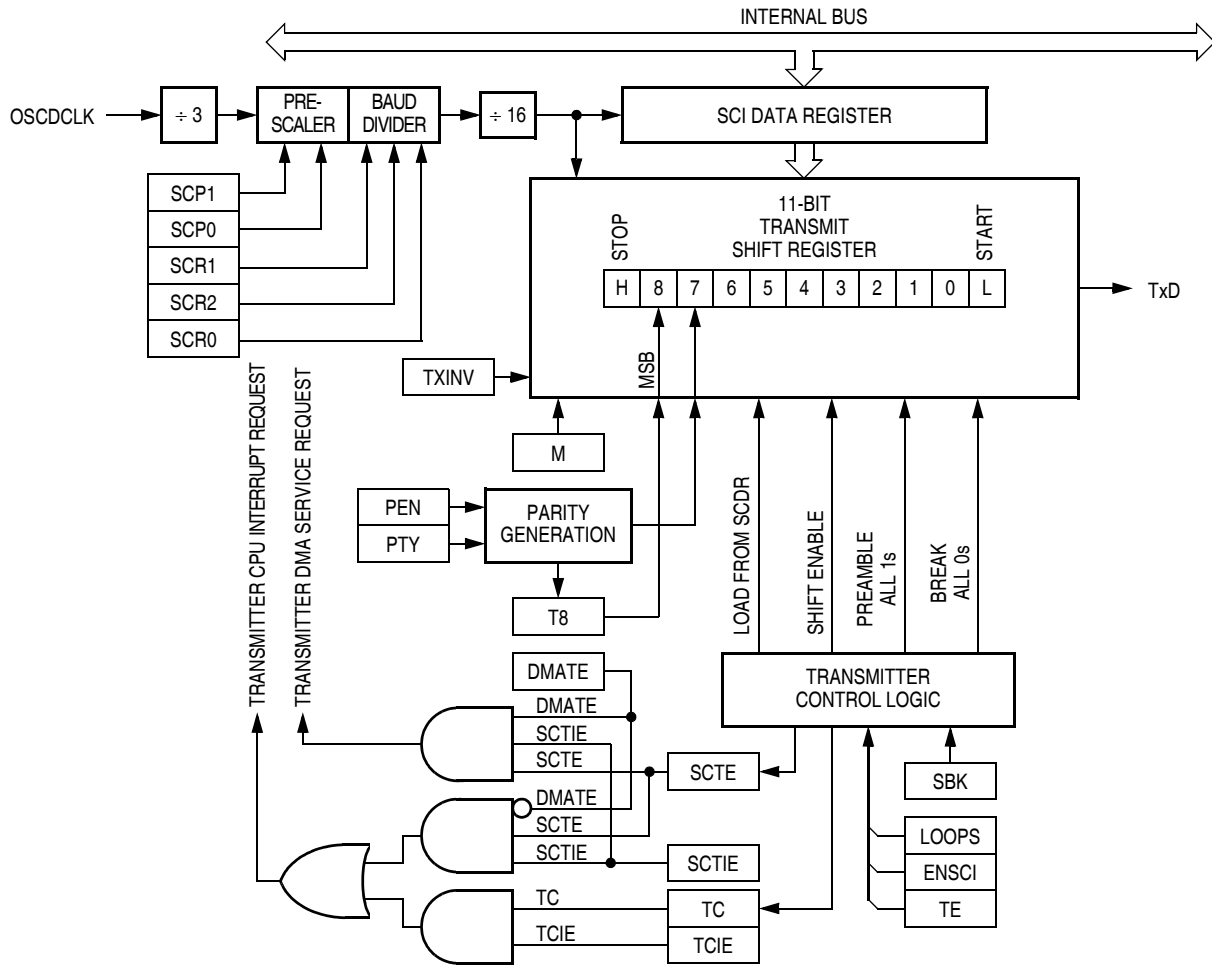 INTERNAL BUS
OSCDCLK
÷ 3
PRE-
SCALER
BAUD
DIVIDER
÷ 16
SCI DATA REGISTER
SCP1
SCP0
SCR1
SCR2
SCR0
11-BIT
TRANSMIT
SHIFT REGISTER
STOP
START
H 8 7 6 5 4 3 2 1 0 L
TxD
MSB
TXINV
M
PEN
PTY
PARITY
GENERATION
T8
LOAD FROM SCDR
SHIFT ENABLE
PREAMBLE
ALL 1s
BREAK
ALL 0s
TRANSMITTER CPU INTERRUPT REQUEST
TRANSMITTER DMA SERVICE REQUEST
TRANSMITTER
CONTROL LOGIC
DMATE
DMATE
SCTIE
SCTE
SCTE
SBK
DMATE
SCTE
SCTIE
SCTIE
LOOPS
ENSCI
TE
TC
TC
TCIE
TCIE